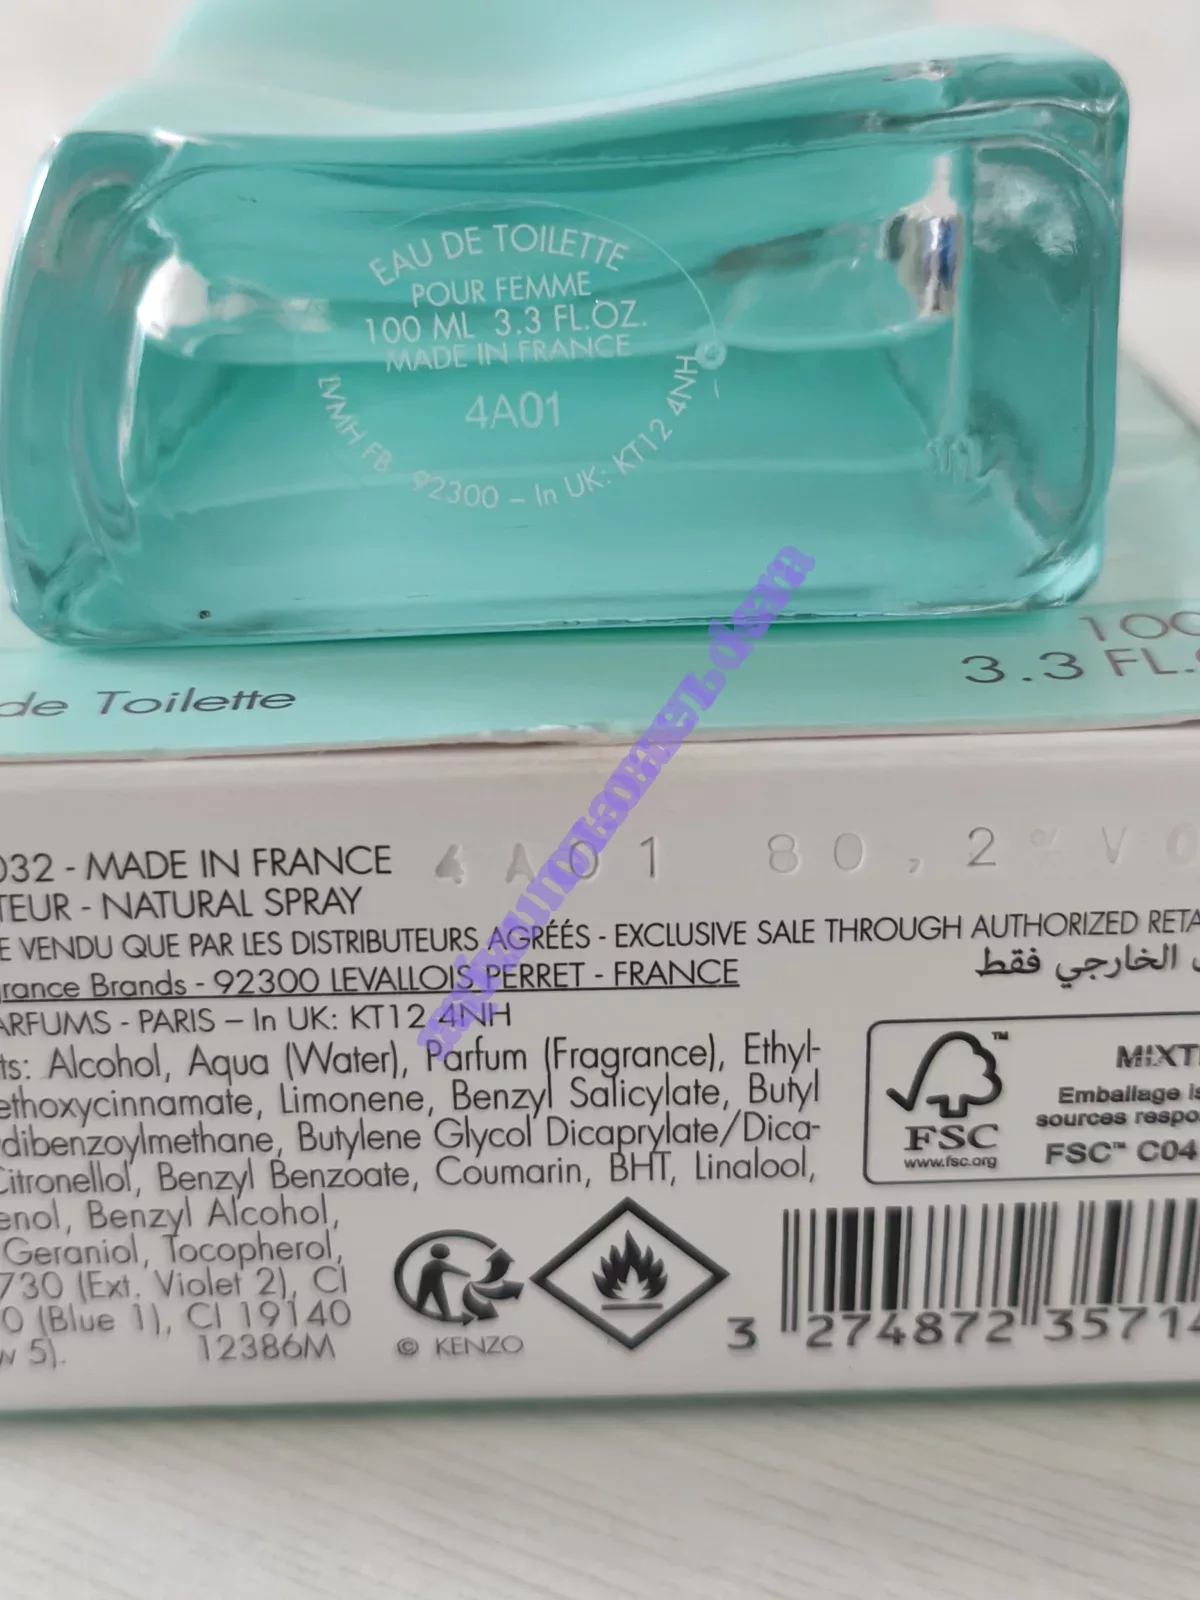 EAU DE TOILETTE
POUR FEMME
100 ML 3.3 FL.OZ.
MADE IN FRANCE
4A01
LVMH FB 92300 – In UK: KT12 4NH
de Toilette
100
3.3 FL.
032 - MADE IN FRANCE 4A01 80,2% VO
TEUR - NATURAL SPRAY
E VENDU QUE PAR LES DISTRIBUTEURS AGRÉÉS - EXCLUSIVE SALE THROUGH AUTHORIZED RETA
الخارجي فقط
grance Brands - 92300 LEVALLOIS PERRET - FRANCE
ARFUMS - PARIS – In UK: KT12 4NH
ts: Alcohol, Aqua (Water), Parfum (Fragrance), Ethyl-
ethoxycinnamate, Limonene, Benzyl Salicylate, Butyl
dibenzoylmethane, Butylene Glycol Dicaprylate/Dica-
Citronellol, Benzyl Benzoate, Coumarin, BHT, Linalool,
enol, Benzyl Alcohol,
Geraniol, Tocopherol,
730 (Ext. Violet 2), CI
0 (Blue 1), CI 19140
w 5). 12386M
© KENZO
FSC™
www.fsc.org
MIXT
Emballage is
sources respo
FSC™ C04
3 274872 35714